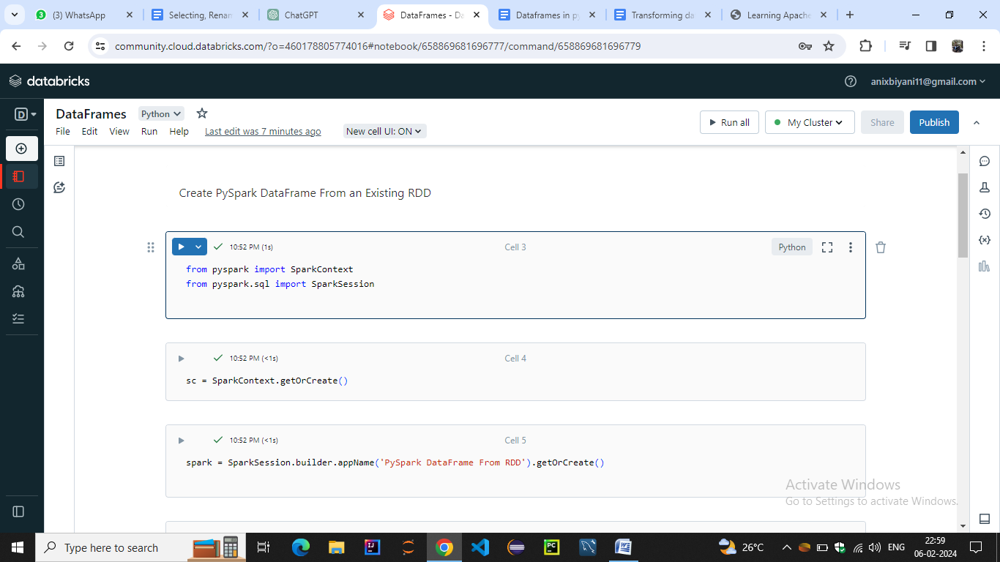 (3) WhatsApp
Selecting, Renam
ChatGPT
DataFrames - Da
Dataframes in py
Transforming da
Learning Apache
community.cloud.databricks.com/?o=460178805774016#notebook/658869681696777/command/658869681696779
databricks
anixbiyani11@gmail.com
D
DataFrames
Python
File Edit View Run Help Last edit was 7 minutes ago New cell UI: ON
Run all
My Cluster
Share
Publish
Create PySpark DataFrame From an Existing RDD
10:52 PM (1s)
Cell 3
Python
from pyspark import SparkContext
from pyspark.sql import SparkSession
10:52 PM (<1s)
Cell 4
sc = SparkContext.getOrCreate()
10:52 PM (<1s)
Cell 5
spark = SparkSession.builder.appName('PySpark DataFrame From RDD').getOrCreate()
Activate Windows
Go to Settings to activate Windows.
Type here to search
26°C
ENG
22:59
06-02-2024